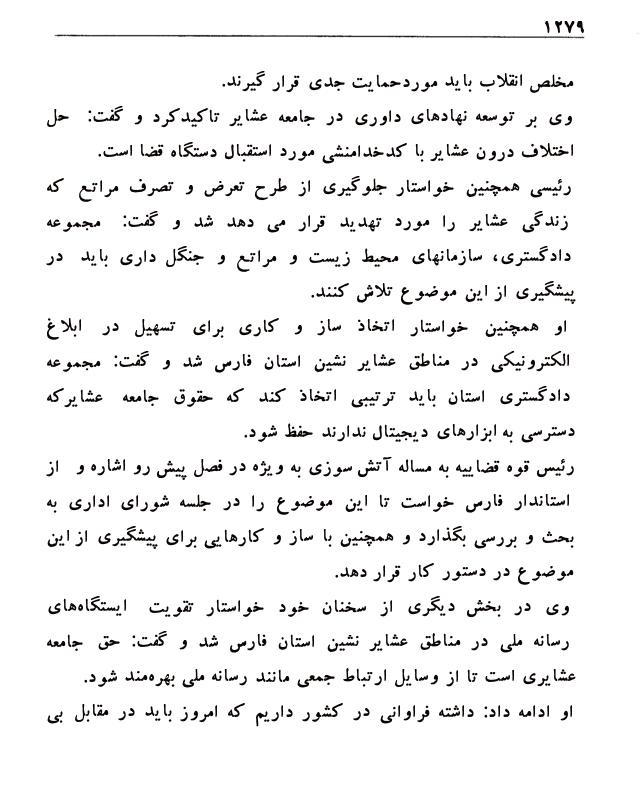 ۱۲۷۹
مخلص انقلاب باید موردحمایت جدی قرار گیرند.
وی بر توسعه نهادهای داوری در جامعه عشایر تاکیدکرد و گفت: حل
اختلاف درون عشایر با کدخدامنشی مورد استقبال دستگاه قضا است.
رئیسی همچنین خواستار جلوگیری از طرح تعرض و تصرف مراتع که
زندگی عشایر را مورد تهدید قرار می دهد شد و گفت: مجموعه
دادگستری، سازمانهای محیط زیست و مراتع و جنگل داری باید در
پیشگیری از این موضوع تلاش کنند.
او همچنین خواستار اتخاذ ساز و کاری برای تسهیل در ابلاغ
الکترونیکی در مناطق عشایر نشین استان فارس شد و گفت: مجموعه
دادگستری استان باید ترتیبی اتخاذ کند که حقوق جامعه عشایرکه
دسترسی به ابزارهای دیجیتال ندارند حفظ شود.
رئیس قوه قضاییه به مساله آتش سوزی به ویژه در فصل پیش رو اشاره و از
استاندار فارس خواست تا این موضوع را در جلسه شورای اداری به
بحث و بررسی بگذارد و همچنین با ساز و کارهایی برای پیشگیری از این
موضوع در دستور کار قرار دهد.
وی در بخش دیگری از سخنان خود خواستار تقویت ایستگاه‌های
رسانه ملی در مناطق عشایر نشین استان فارس شد و گفت: حق جامعه
عشایری است تا از وسایل ارتباط جمعی مانند رسانه ملی بهره‌مند شود.
او ادامه داد: داشته فراوانی در کشور داریم که امروز باید در مقابل بی